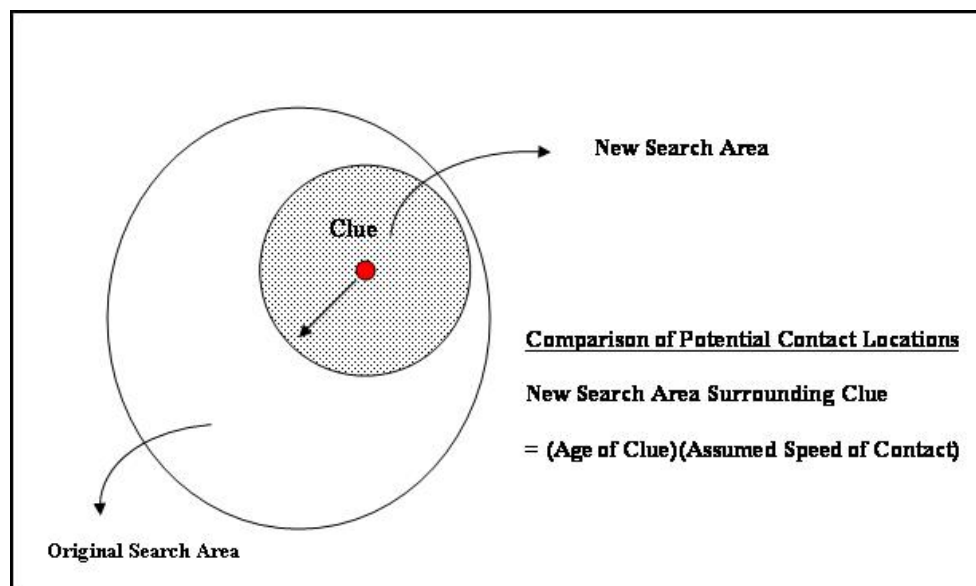 New Search Area
Clue
Comparison of Potential Contact Locations
New Search Area Surrounding Clue
= (Age of Clue)(Assumed Speed of Contact)
Original Search Area